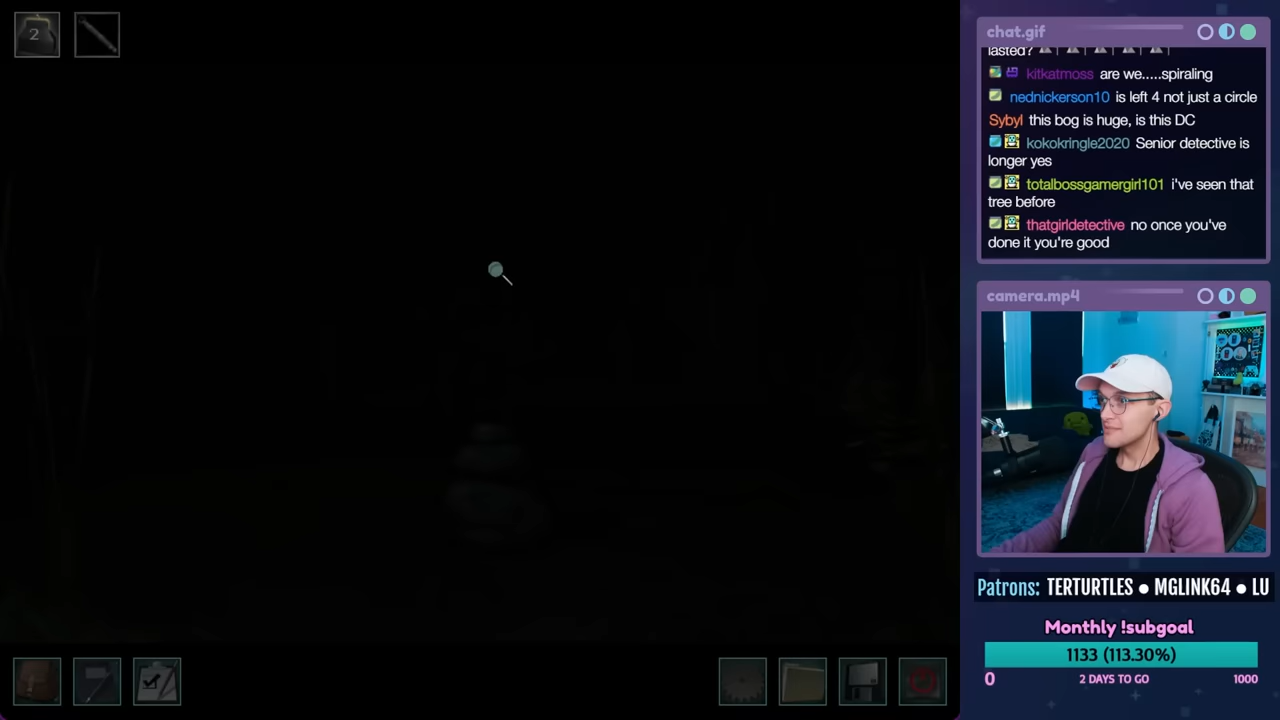 2
chat.gif
lasted?
kitkatmoss are we.....spiraling
nednickerson10 is left 4 not just a circle
Sybyl this bog is huge, is this DC
kokokringle2020 Senior detective is
longer yes
totalbossgamergirl101 i've seen that
tree before
thatgirldetective no once you've
done it you're good
camera.mp4
Patrons: TERTURTLES ● MGLINK64 ● LU
Monthly !subgoal
1133 (113.30%)
0 2 DAYS TO GO 1000